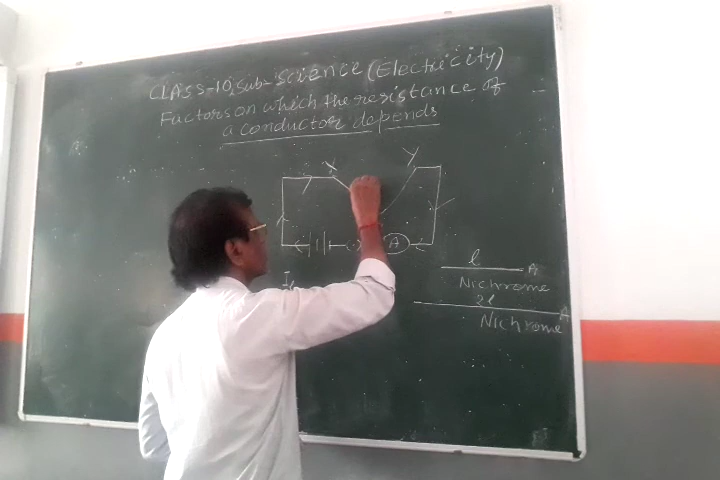 CLASS-10, Sub- Science (Electricity)
Factors on which the resistance of
a conductor depends
X
Y
A
l
A
Nichrome
2l
A
Nichrome